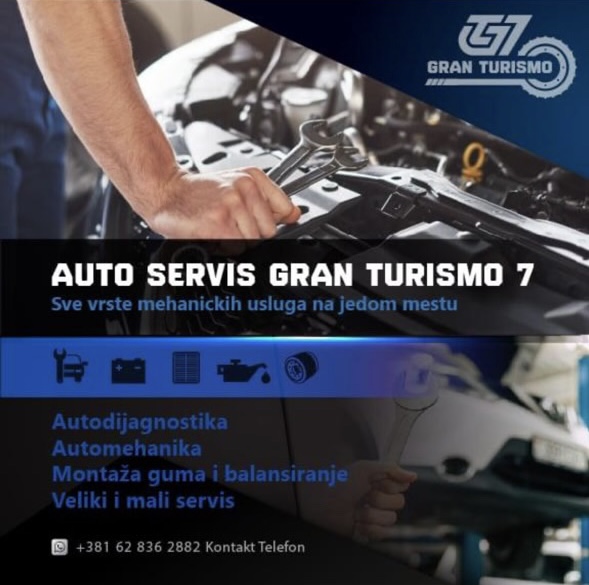 GT7
GRAN TURISMO
AUTO SERVIS GRAN TURISMO 7
Sve vrste mehanickih usluga na jedom mestu
Autodijagnostika
Automehanika
Montaža guma i balansiranje
Veliki i mali servis
+381 62 836 2882 Kontakt Telefon